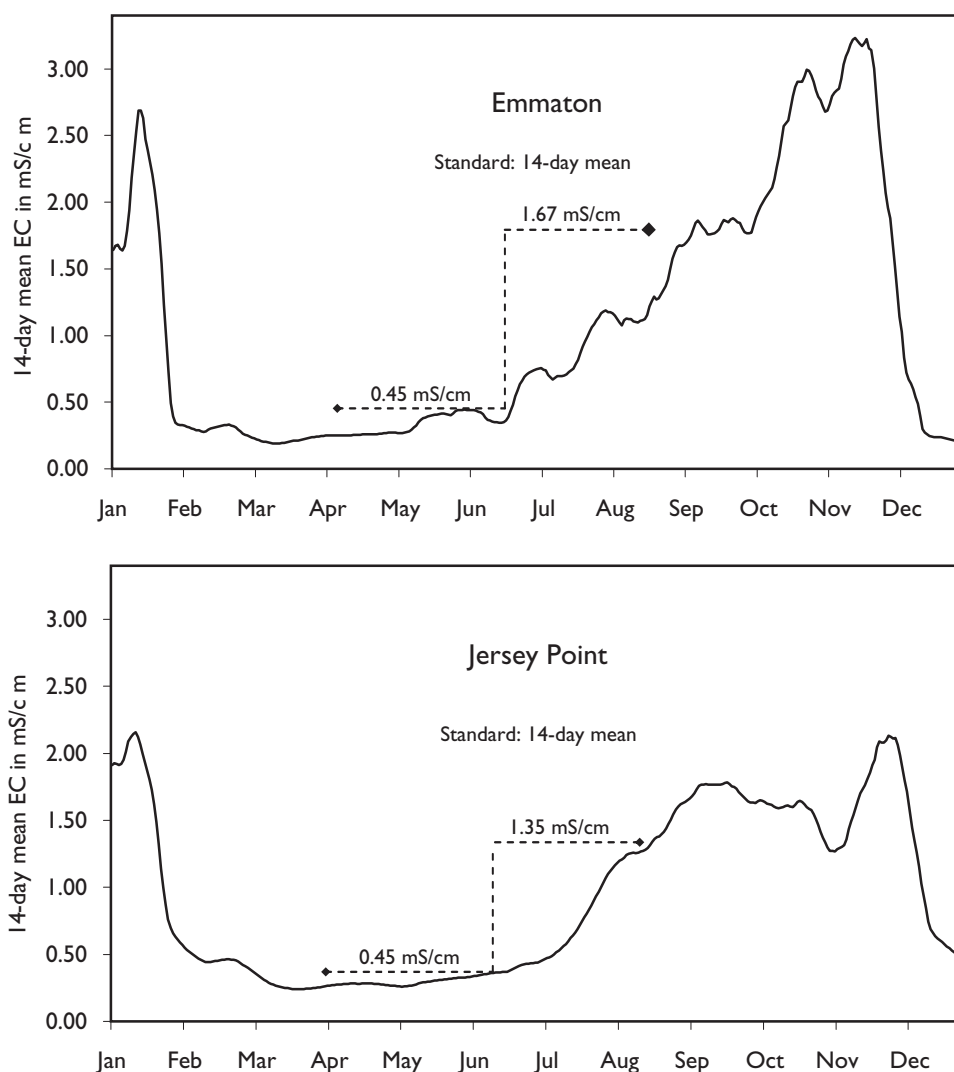 3.00
Emmaton
2.50
Standard: 14-day mean
2.00
1.67 mS/cm
1.50
1.00
0.45 mS/cm
0.50
0.00
14-day mean EC in mS/c m
Jan Feb Mar Apr May Jun Jul Aug Sep Oct Nov Dec
3.00
Jersey Point
2.50
Standard: 14-day mean
2.00
1.50
1.35 mS/cm
1.00
0.50
0.45 mS/cm
0.00
14-day mean EC in mS/c m
Jan Feb Mar Apr May Jun Jul Aug Sep Oct Nov Dec